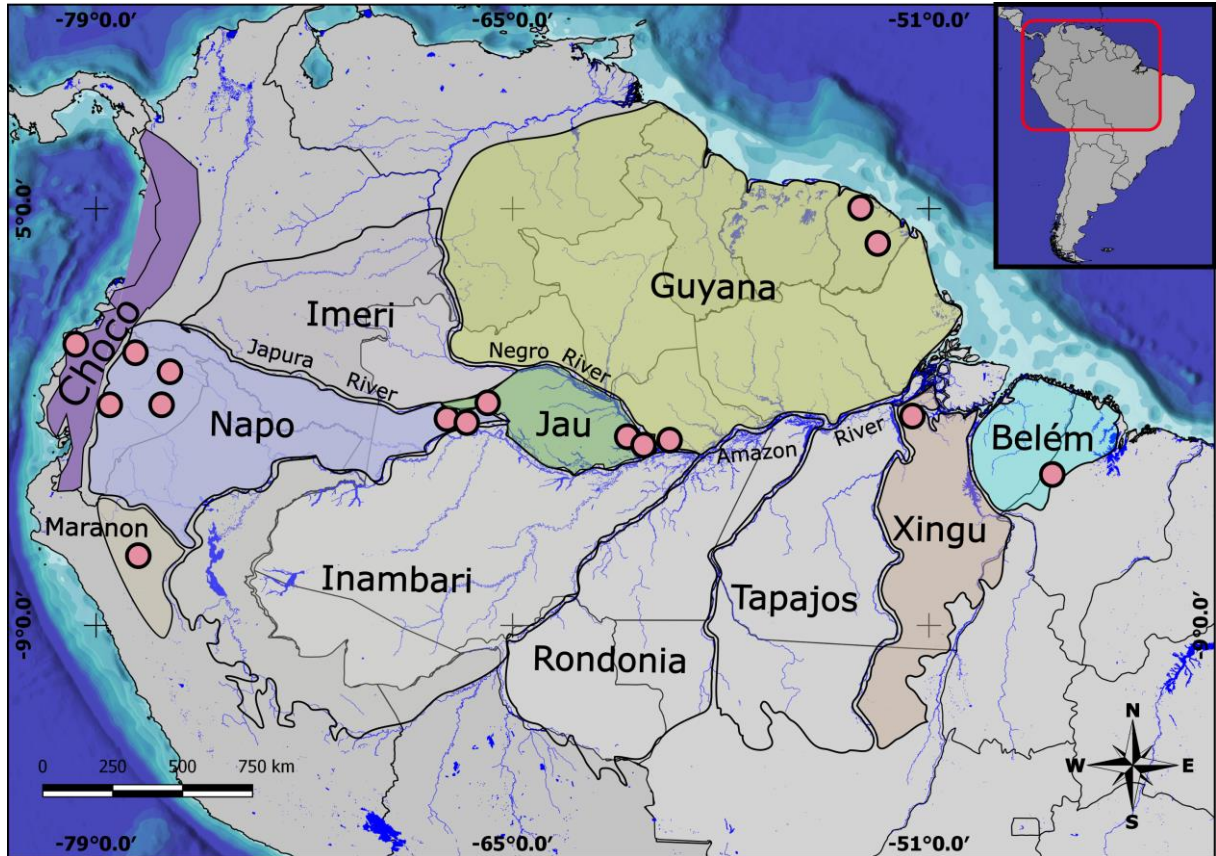 -79°0.0′
-65°0.0′
-51°0.0′
5°0.0′
Guyana
Imeri
Choco
Japura
River
Negro River
Napo
Jau
Amazon
River
Belém
Maranon
Xingu
Inambari
Tapajos
Rondonia
-9°0.0′
-9°0.0′
0 250 500 750 km
N
W E
S
-79°0.0′
-65°0.0′
-51°0.0′